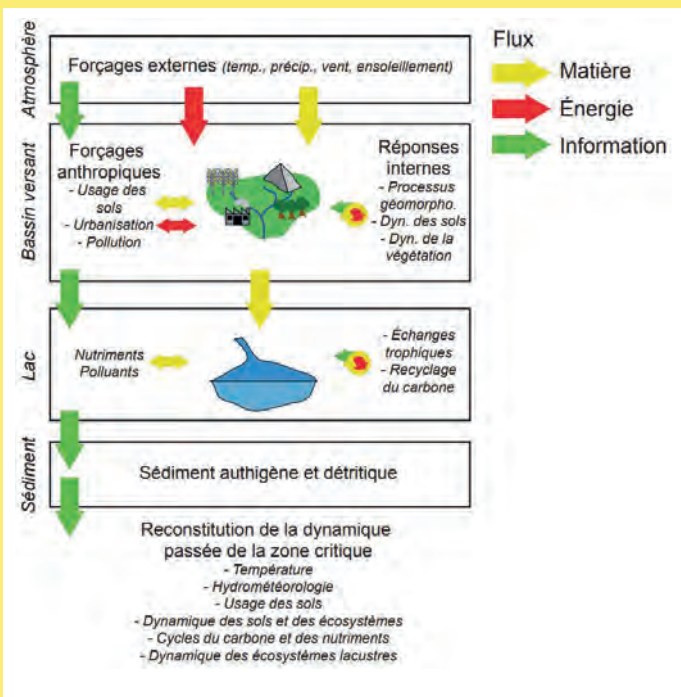 Atmosphère
Forçages externes (temp., précip., vent, ensoleillement)
Flux
Matière
Énergie
Information
Bassin versant
Forçages
anthropiques
- Usage des
sols
- Urbanisation
- Pollution
Réponses
internes
- Processus
géomorpho.
- Dyn. des sols
- Dyn. de la
végétation
Lac
Nutriments
Polluants
- Échanges
trophiques
- Recyclage
du carbone
Sédiment
Sédiment authigène et détritique
Reconstitution de la dynamique
passée de la zone critique
- Température
- Hydrométéorologie
- Usage des sols
- Dynamique des sols et des écosystèmes
- Cycles du carbone et des nutriments
- Dynamique des écosystèmes lacustres